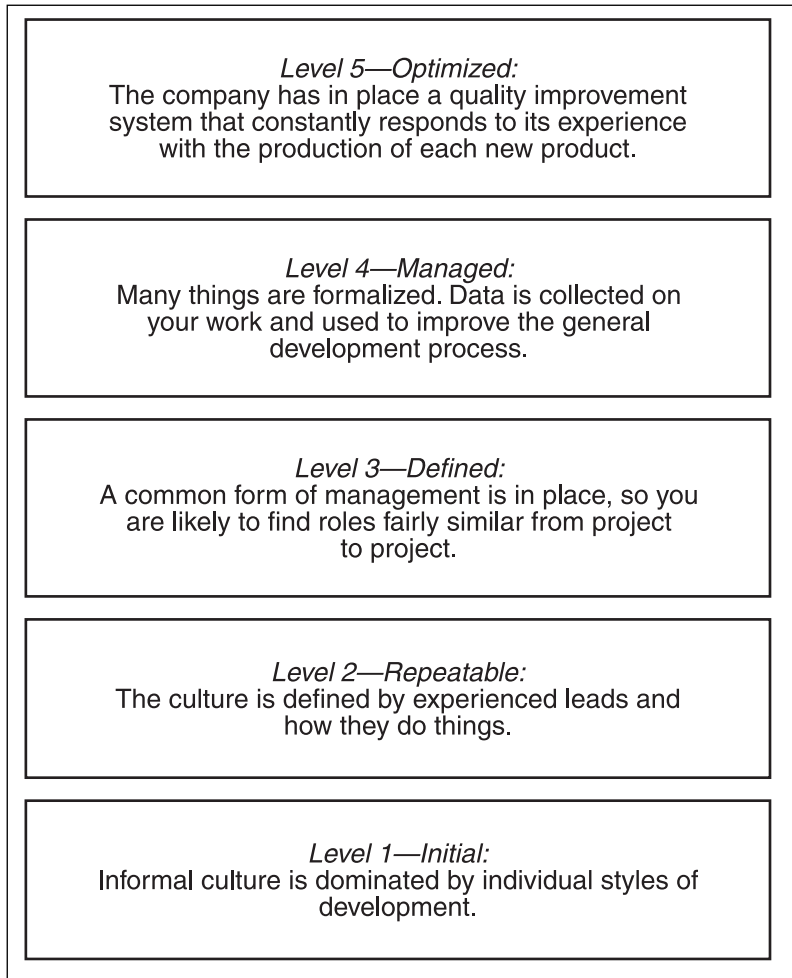 Level 5—Optimized:
The company has in place a quality improvement
system that constantly responds to its experience
with the production of each new product.
Level 4—Managed:
Many things are formalized. Data is collected on
your work and used to improve the general
development process.
Level 3—Defined:
A common form of management is in place, so you
are likely to find roles fairly similar from project
to project.
Level 2—Repeatable:
The culture is defined by experienced leads and
how they do things.
Level 1—Initial:
Informal culture is dominated by individual styles of
development.